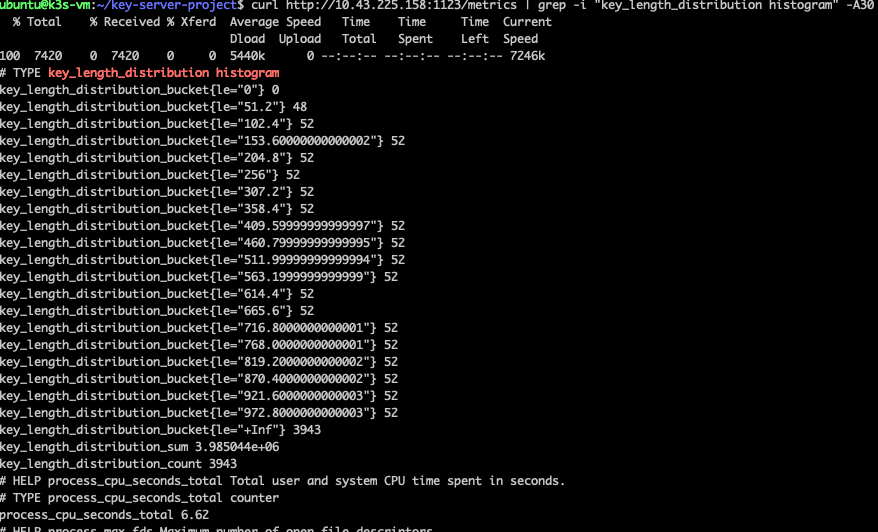 ubuntu@k3s-vm:~/key-server-project$ curl http://10.43.225.158:1123/metrics | grep -i "key_length_distribution histogram" -A30
  % Total    % Received % Xferd  Average Speed   Time    Time     Time  Current
                                 Dload  Upload   Total   Spent    Left  Speed
100  7420    0  7420    0     0  5440k      0 --:--:-- --:--:-- --:--:-- 7246k
# TYPE key_length_distribution histogram
key_length_distribution_bucket{le="0"} 0
key_length_distribution_bucket{le="51.2"} 48
key_length_distribution_bucket{le="102.4"} 52
key_length_distribution_bucket{le="153.60000000000002"} 52
key_length_distribution_bucket{le="204.8"} 52
key_length_distribution_bucket{le="256"} 52
key_length_distribution_bucket{le="307.2"} 52
key_length_distribution_bucket{le="358.4"} 52
key_length_distribution_bucket{le="409.59999999999997"} 52
key_length_distribution_bucket{le="460.79999999999995"} 52
key_length_distribution_bucket{le="511.99999999999994"} 52
key_length_distribution_bucket{le="563.1999999999999"} 52
key_length_distribution_bucket{le="614.4"} 52
key_length_distribution_bucket{le="665.6"} 52
key_length_distribution_bucket{le="716.8000000000001"} 52
key_length_distribution_bucket{le="768.0000000000001"} 52
key_length_distribution_bucket{le="819.2000000000002"} 52
key_length_distribution_bucket{le="870.4000000000002"} 52
key_length_distribution_bucket{le="921.6000000000003"} 52
key_length_distribution_bucket{le="972.8000000000003"} 52
key_length_distribution_bucket{le="+Inf"} 3943
key_length_distribution_sum 3.985044e+06
key_length_distribution_count 3943
# HELP process_cpu_seconds_total Total user and system CPU time spent in seconds.
# TYPE process_cpu_seconds_total counter
process_cpu_seconds_total 6.62
# HELP process_max_fds Maximum number of open file descriptors.